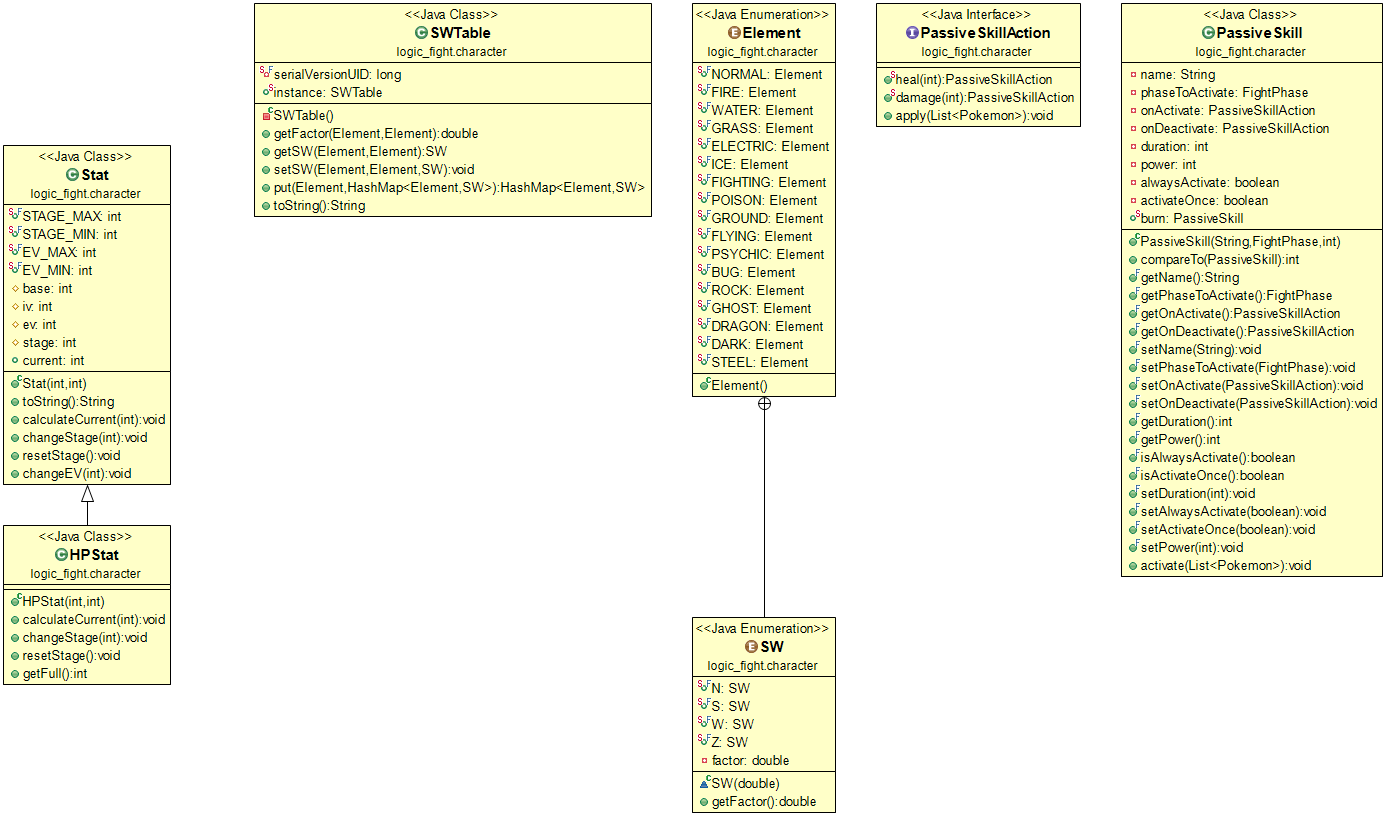 <<Java Class>>
Stat
logic_fight.character
STAGE_MAX: int
STAGE_MIN: int
EV_MAX: int
EV_MIN: int
base: int
iv: int
ev: int
stage: int
current: int
Stat(int,int)
toString():String
calculateCurrent(int):void
changeStage(int):void
resetStage():void
changeEV(int):void
<<Java Class>>
HPStat
logic_fight.character
HPStat(int,int)
calculateCurrent(int):void
changeStage(int):void
resetStage():void
getFull():int
<<Java Class>>
SWTable
logic_fight.character
serialVersionUID: long
instance: SWTable
SWTable()
getFactor(Element,Element):double
getSW(Element,Element):SW
setSW(Element,Element,SW):void
put(Element,HashMap<Element,SW>):HashMap<Element,SW>
toString():String
<<Java Enumeration>>
Element
logic_fight.character
NORMAL: Element
FIRE: Element
WATER: Element
GRASS: Element
ELECTRIC: Element
ICE: Element
FIGHTING: Element
POISON: Element
GROUND: Element
FLYING: Element
PSYCHIC: Element
BUG: Element
ROCK: Element
GHOST: Element
DRAGON: Element
DARK: Element
STEEL: Element
Element()
<<Java Enumeration>>
SW
logic_fight.character
N: SW
S: SW
W: SW
Z: SW
factor: double
SW(double)
getFactor():double
<<Java Interface>>
PassiveSkillAction
logic_fight.character
heal(int):PassiveSkillAction
damage(int):PassiveSkillAction
apply(List<Pokemon>):void
<<Java Class>>
PassiveSkill
logic_fight.character
name: String
phaseToActivate: FightPhase
onActivate: PassiveSkillAction
onDeactivate: PassiveSkillAction
duration: int
power: int
alwaysActivate: boolean
activateOnce: boolean
burn: PassiveSkill
PassiveSkill(String,FightPhase,int)
compareTo(PassiveSkill):int
getName():String
getPhaseToActivate():FightPhase
getOnActivate():PassiveSkillAction
getOnDeactivate():PassiveSkillAction
setName(String):void
setPhaseToActivate(FightPhase):void
setOnActivate(PassiveSkillAction):void
setOnDeactivate(PassiveSkillAction):void
getDuration():int
getPower():int
isAlwaysActivate():boolean
isActivateOnce():boolean
setDuration(int):void
setAlwaysActivate(boolean):void
setActivateOnce(boolean):void
setPower(int):void
activate(List<Pokemon>):void